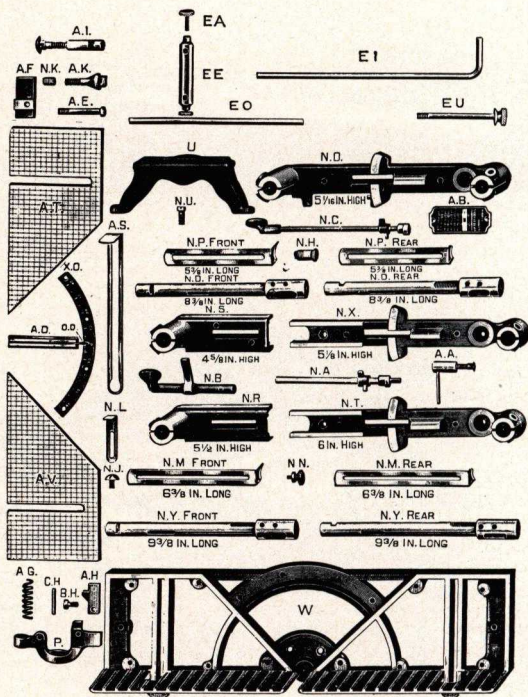 A.I.
EA
A.F
N.K.
A.K.
EE
E1
A.E.
EO
EU
U
N.O.
5 1/16 IN. HIGH
A.T.
N.U.
A.B.
A.S.
N.C.
N.P. FRONT
N.H.
N.P. REAR
5 3/8 IN. LONG
5 3/8 IN. LONG
X.O.
N.O. FRONT
N.O. REAR
8 3/8 IN. LONG
8 3/8 IN. LONG
N.S.
N.X.
A.D.
O.D.
4 5/8 IN. HIGH
5 1/8 IN. HIGH
A.A.
N.B
N.A
N.L
N.R
N.T.
5 1/2 IN. HIGH
6 IN. HIGH
A.V.
N.J.
N.M FRONT
N N.
N.M. REAR
6 3/8 IN. LONG
6 3/8 IN. LONG
N.Y. FRONT
N.Y. REAR
9 3/8 IN. LONG
9 3/8 IN. LONG
A G.
C.H
A.H
B.H.
P.
W